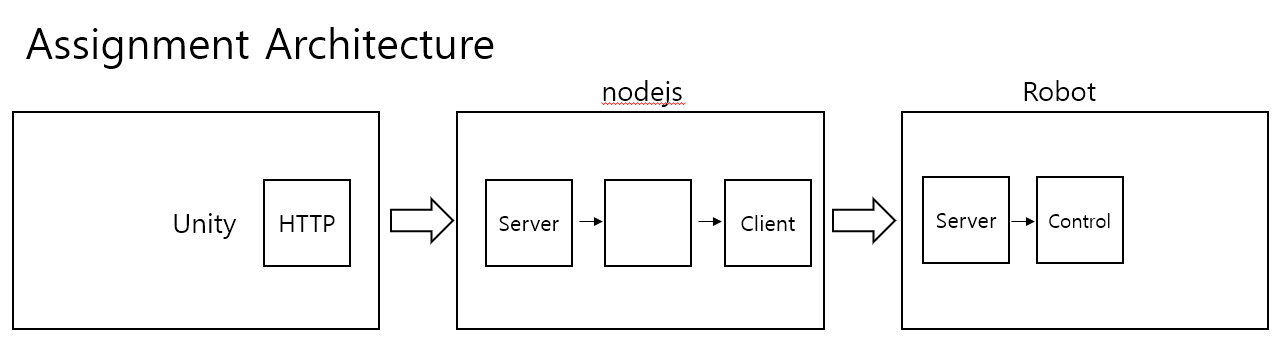 Assignment Architecture
nodejs
Robot
Unity
HTTP
Server
Client
Server
Control